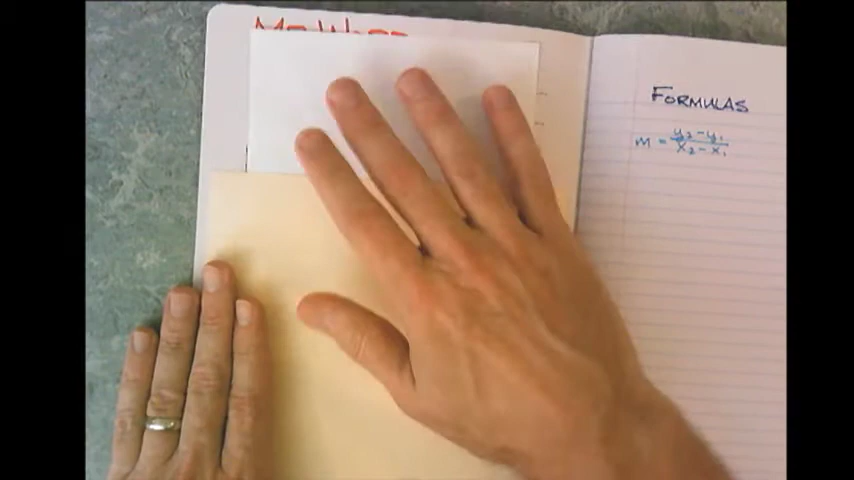 FORMULAS
m = y₂ - y₁ / x₂ - x₁